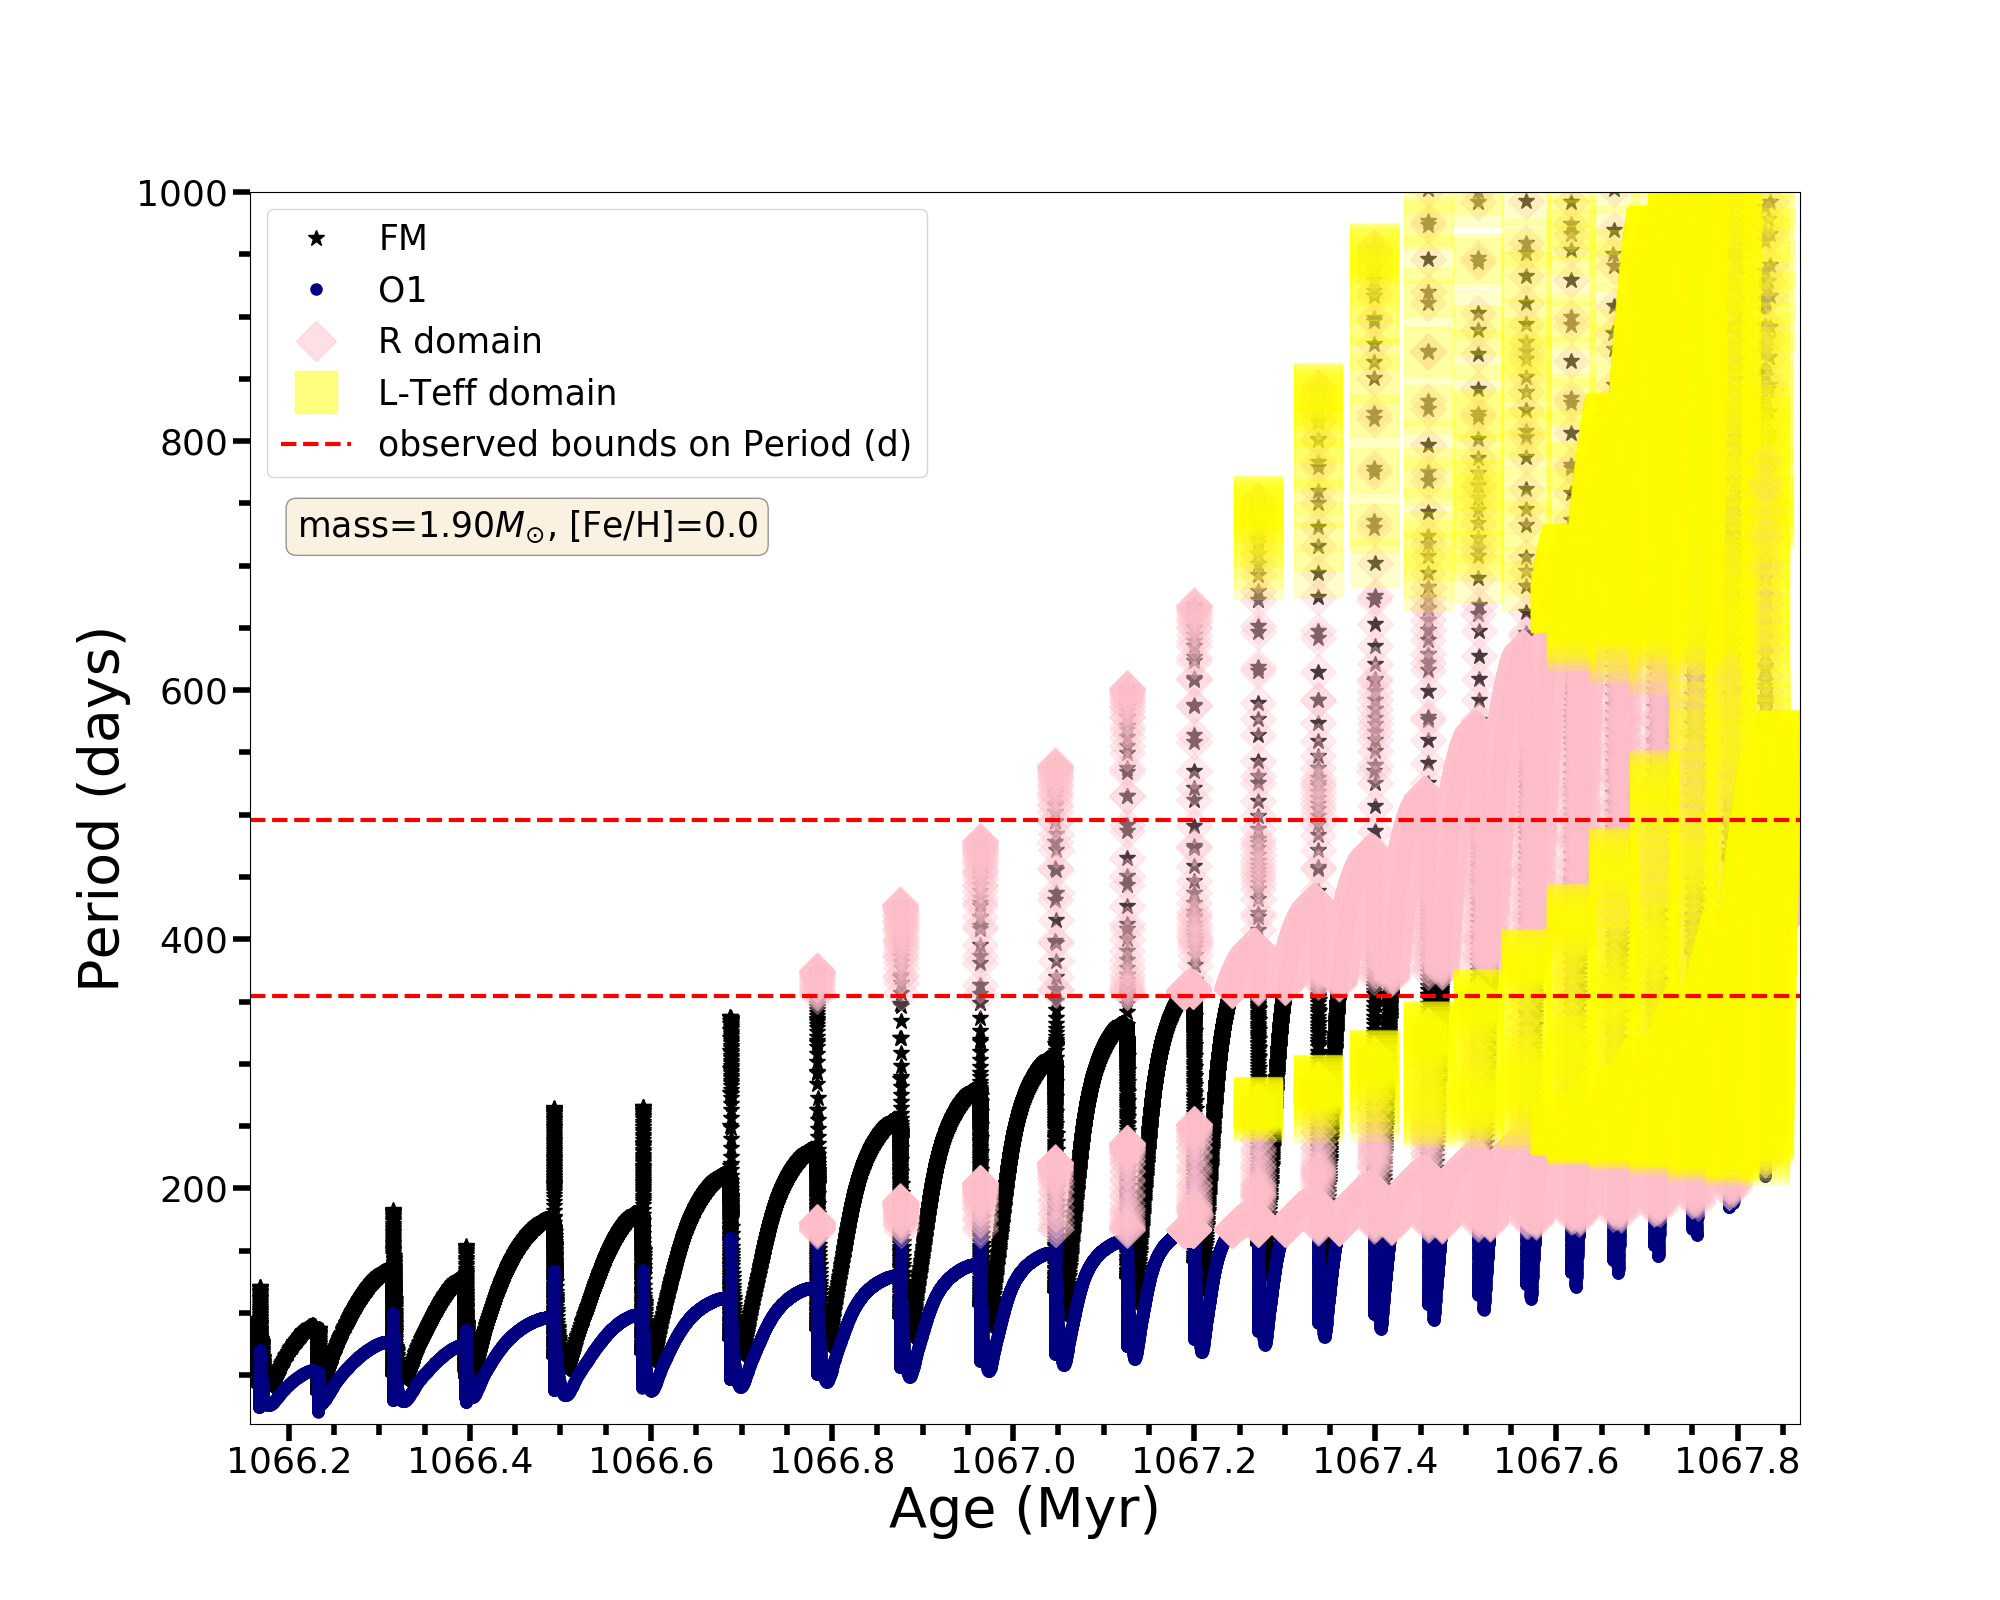 1000
800
600
400
200
Period (days)
FM
O1
R domain
L-Teff domain
observed bounds on Period (d)
mass=1.90M☉, [Fe/H]=0.0
1066.2 1066.4 1066.6 1066.8 1067.0 1067.2 1067.4 1067.6 1067.8
Age (Myr)